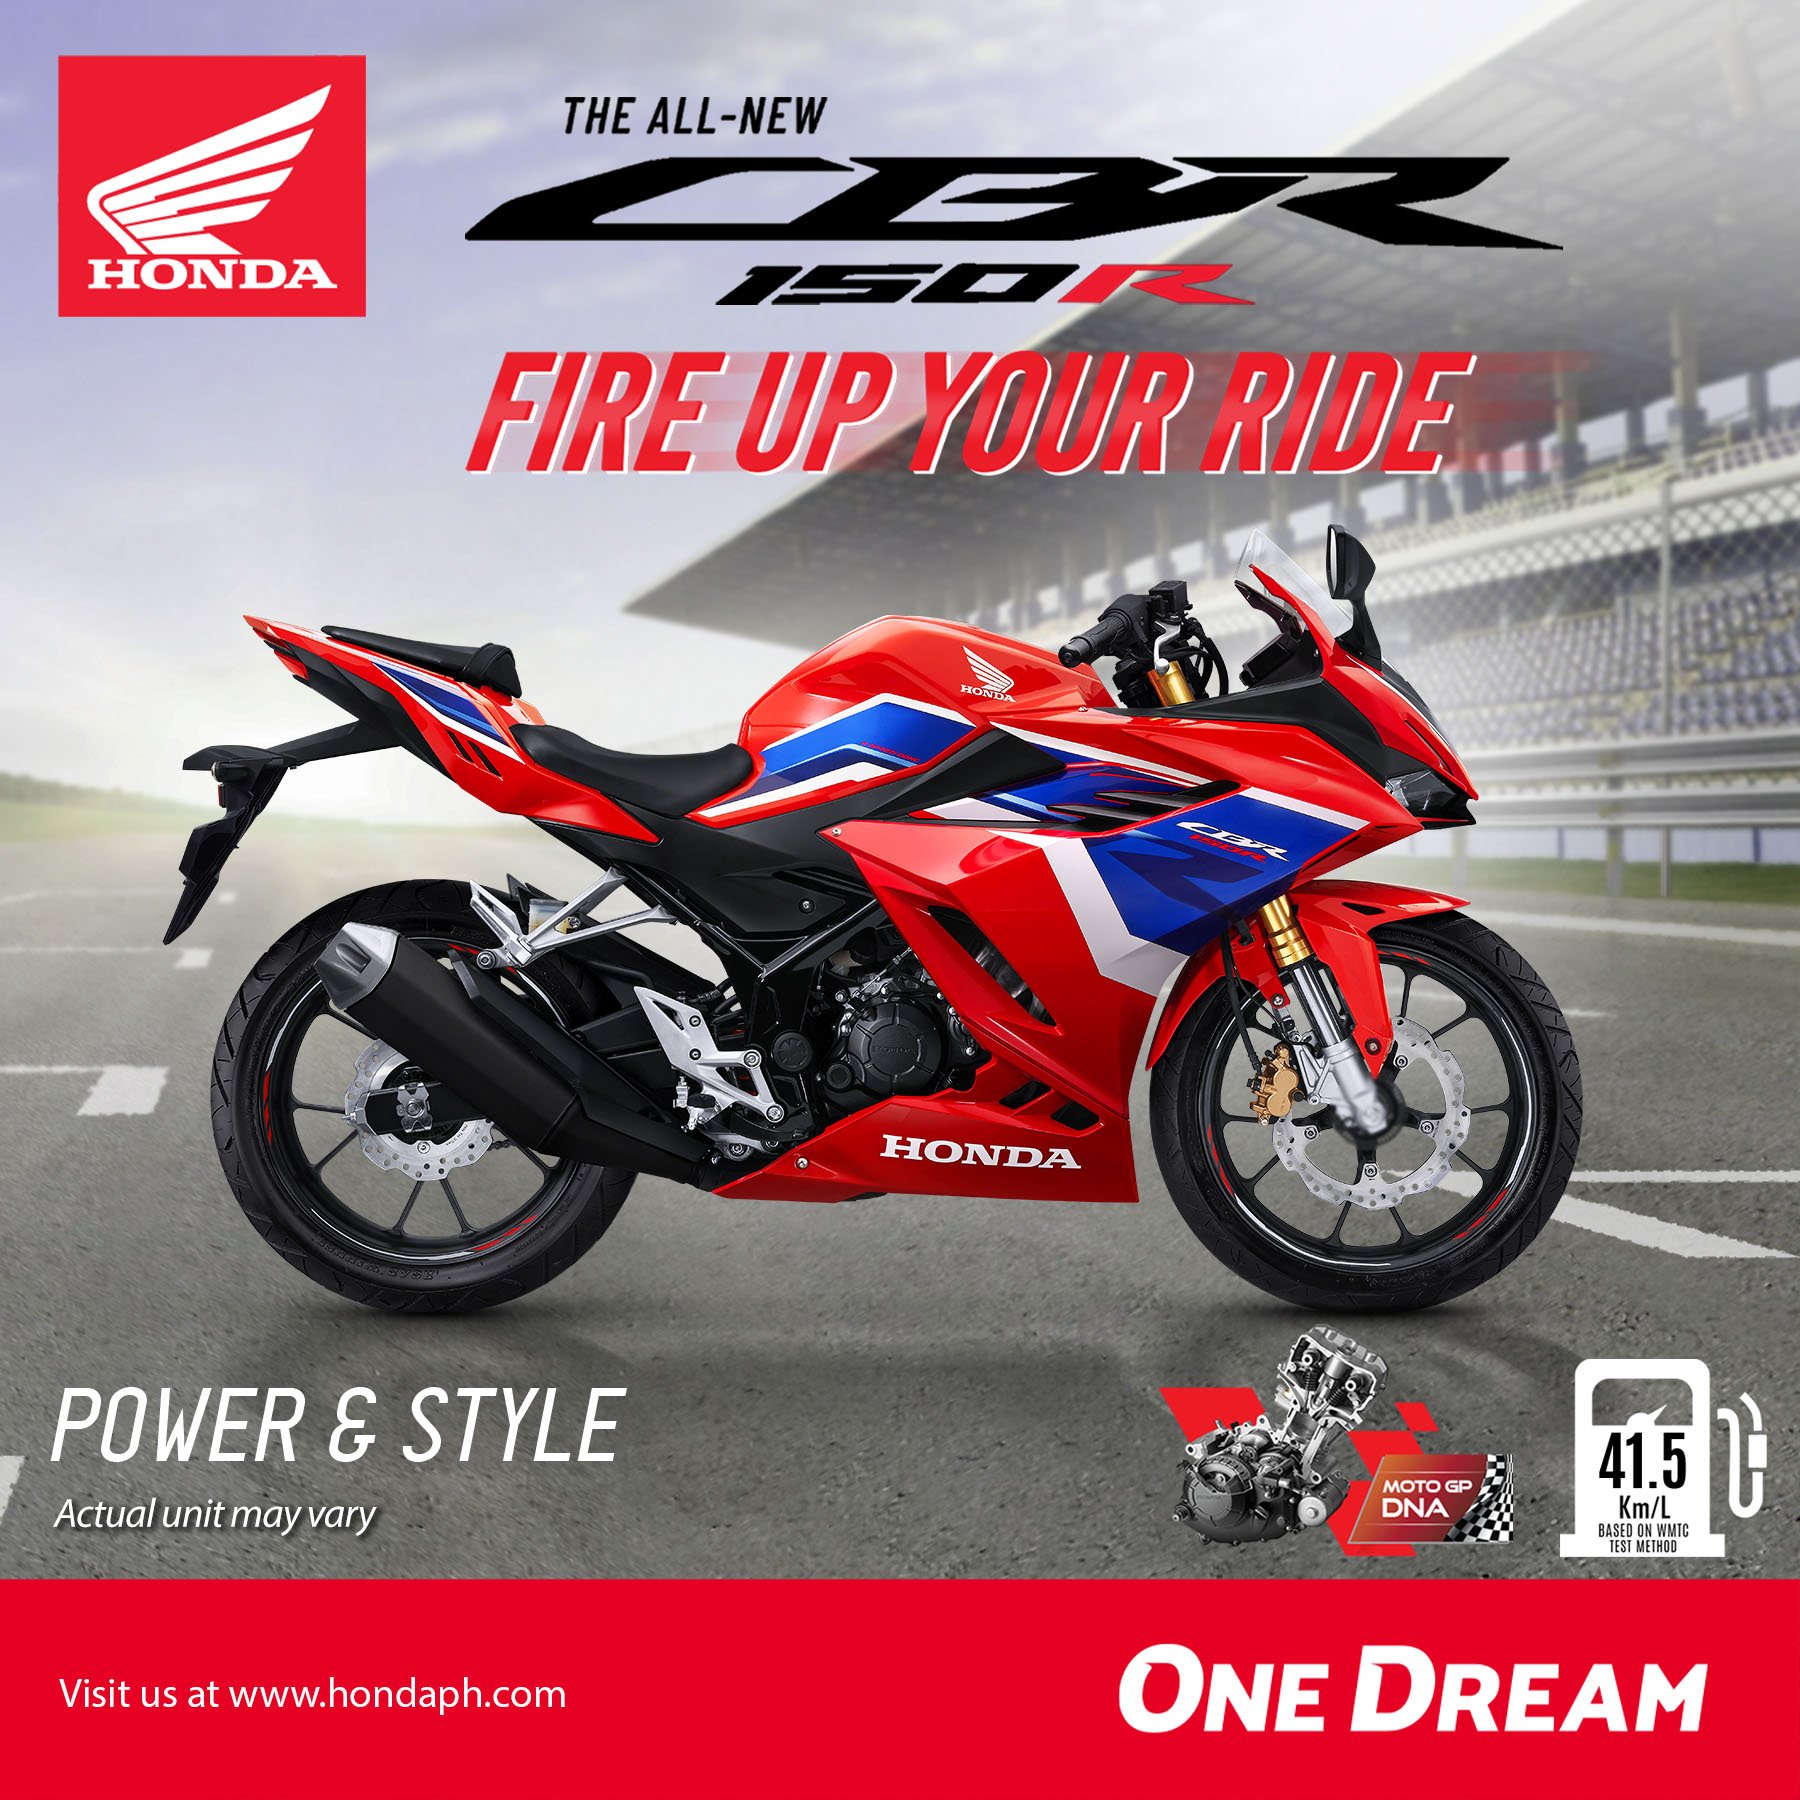 HONDA
THE ALL-NEW
CBR
150R
FIRE UP YOUR RIDE
HONDA
CBR
150R
HONDA
POWER & STYLE
Actual unit may vary
MOTO GP
DNA
41.5
Km/L
BASED ON WMTC
TEST METHOD
Visit us at www.hondaph.com
ONE DREAM